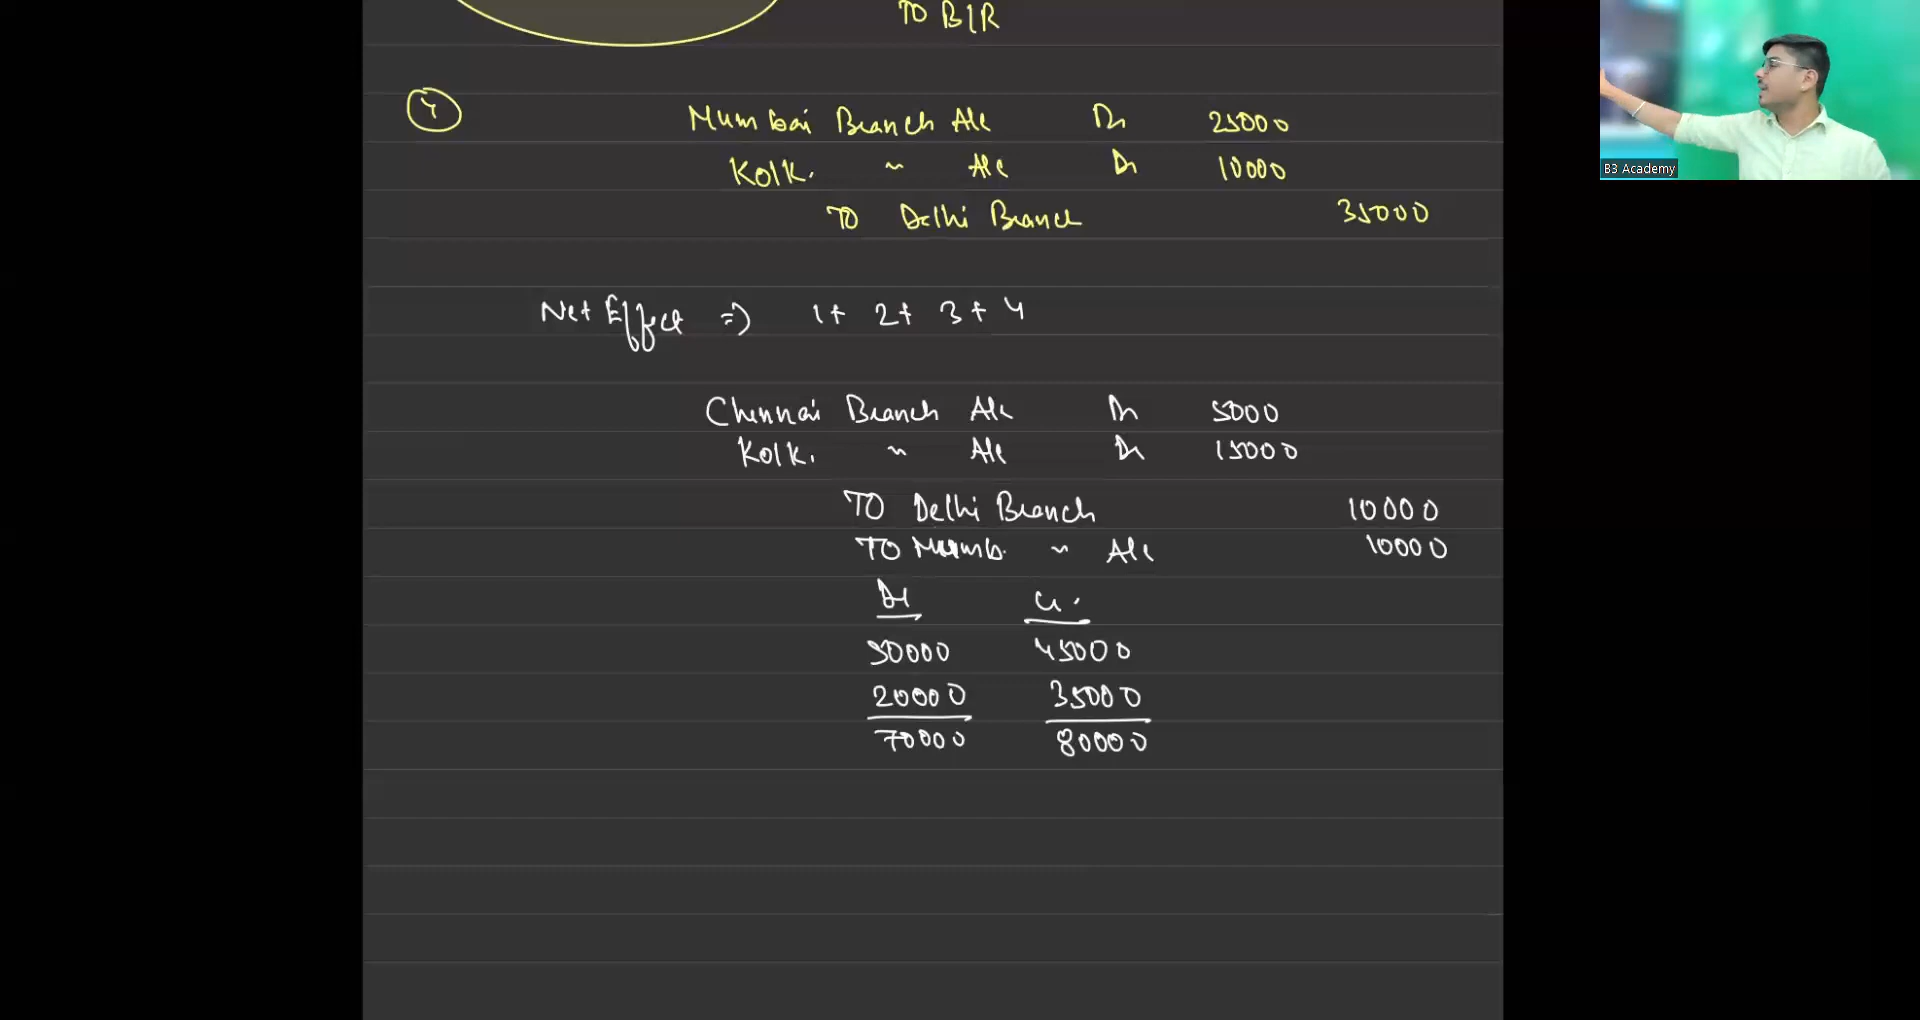 TO B/R
4
Mumbai Branch A/c Dr 25000
Kolk. " A/c Dr 10000
TO Delhi Branch 35000
Net Effect => 1+ 2+ 3+ 4
Chennai Branch A/c Dr 5000
Kolk. " A/c Dr 15000
TO Delhi Branch 10000
TO Mumb. " A/c 10000
Dr Cr.
50000 45000
20000 35000
70000 80000
B3 Academy